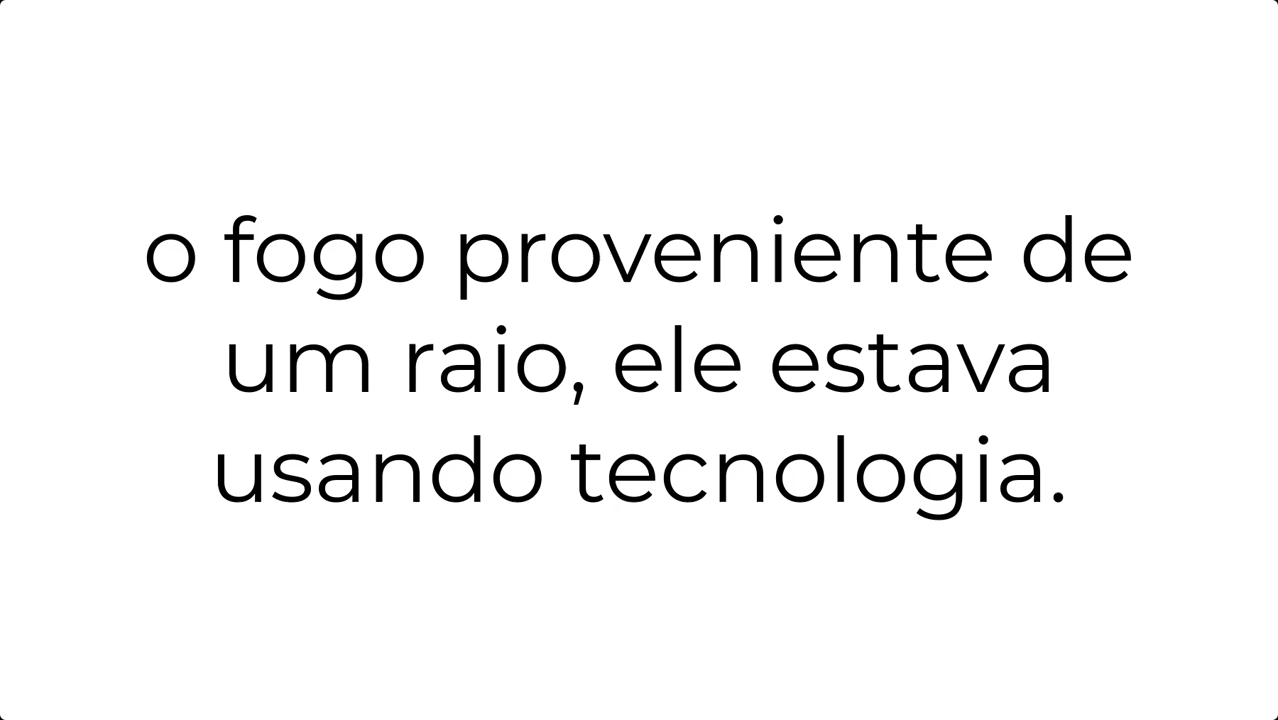 o fogo proveniente de
um raio, ele estava
usando tecnologia.